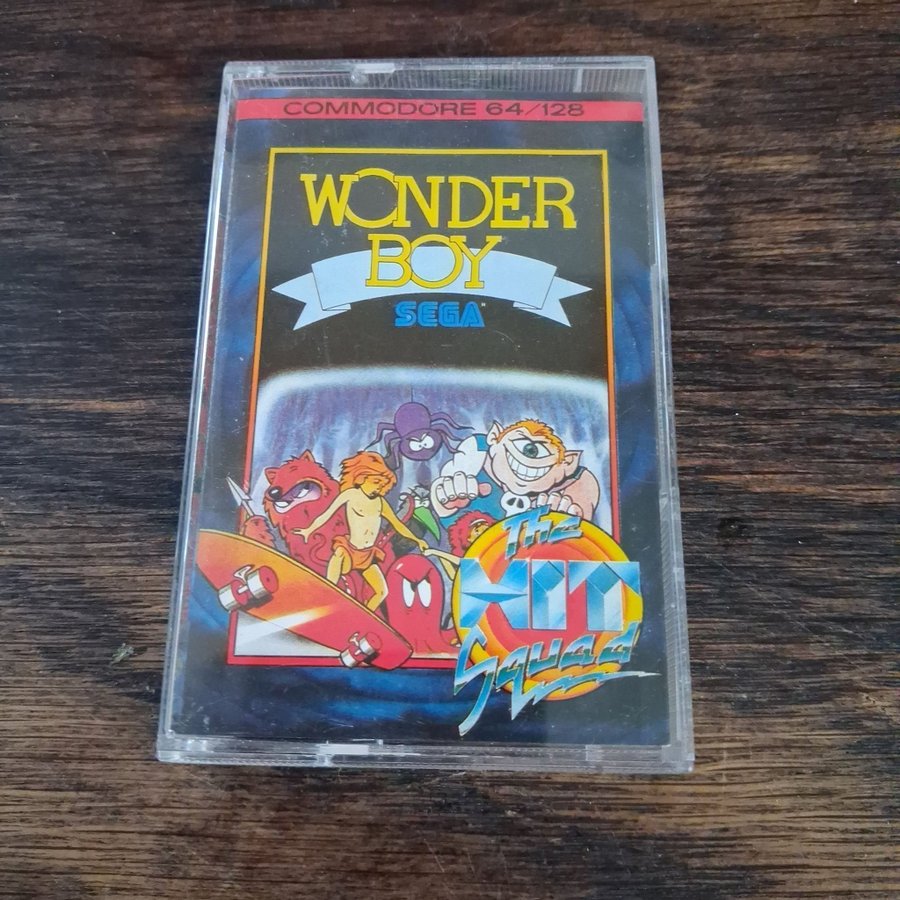 COMMODORE 64/128
WONDER
BOY
SEGA
The
HIT
Squad